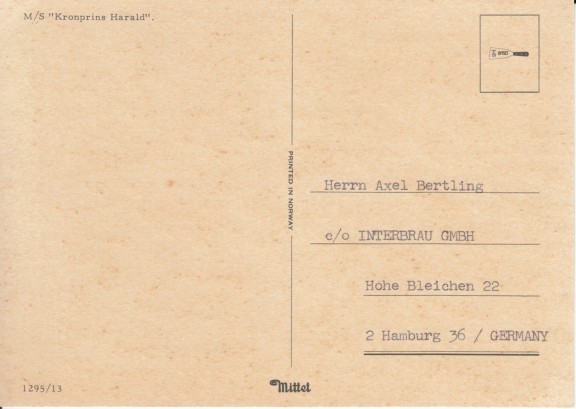 M/S "Kronprins Harald".
PRINTED IN NORWAY
Herrn Axel Bertling
c/o INTERBRAU GMBH
Hohe Bleichen 22
2 Hamburg 36 / GERMANY
1295/13
Mittet